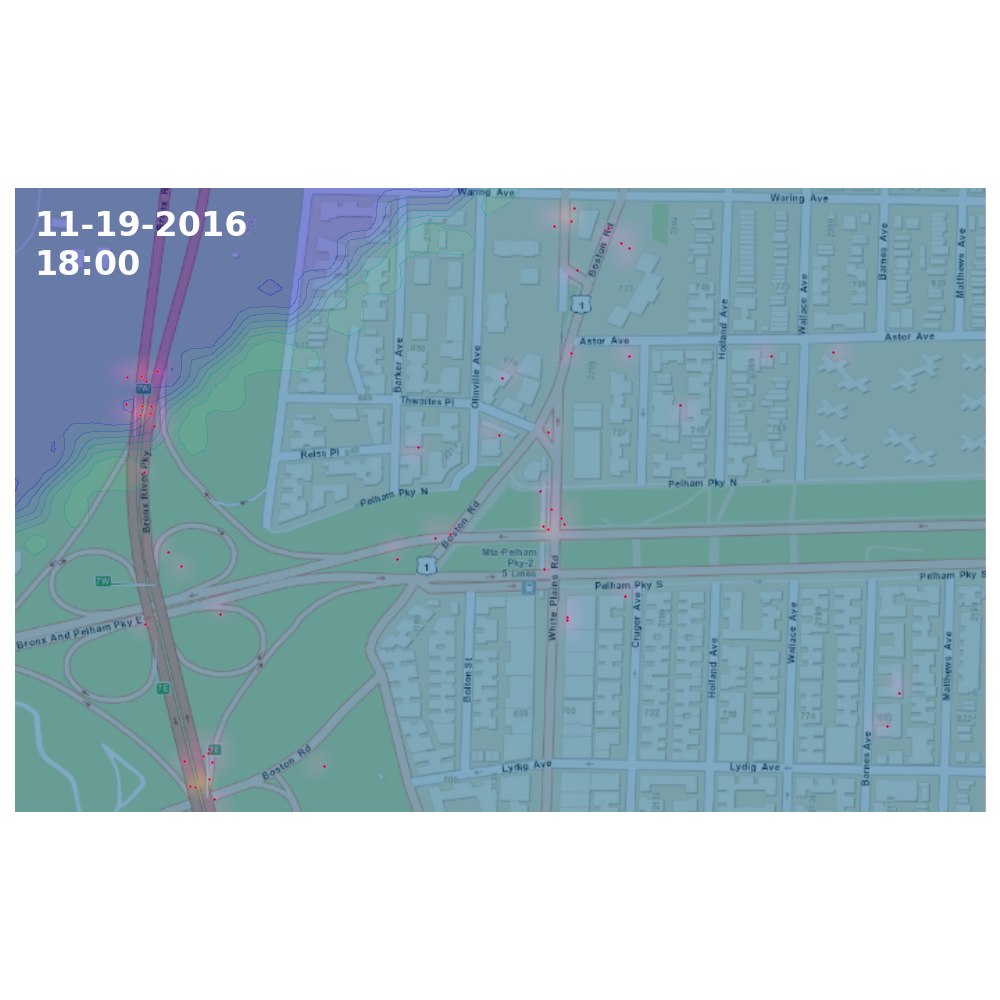 11-19-2016
18:00
Waring Ave
Waring Ave
Boston Rd
Barnes Ave
Matthews Ave
1
Astor Ave
Astor Ave
Holland Ave
Wallace Ave
Barker Ave
Olinville Ave
7W
Thwaites Pl
Reiss Pl
Pelham Pky N
Pelham Pky N
Bronx River Pky
Boston Rd
1
Mta-Pelham
Pky-2,
5 Lines
White Plains Rd
7W
Pelham Pky S
Pelham Pky S
Bronx And Pelham Pky E
Cruger Ave
Holland Ave
Wallace Ave
Matthews Ave
Bolton St
7E
7E
Boston Rd
Lydig Ave
Lydig Ave
Barnes Ave